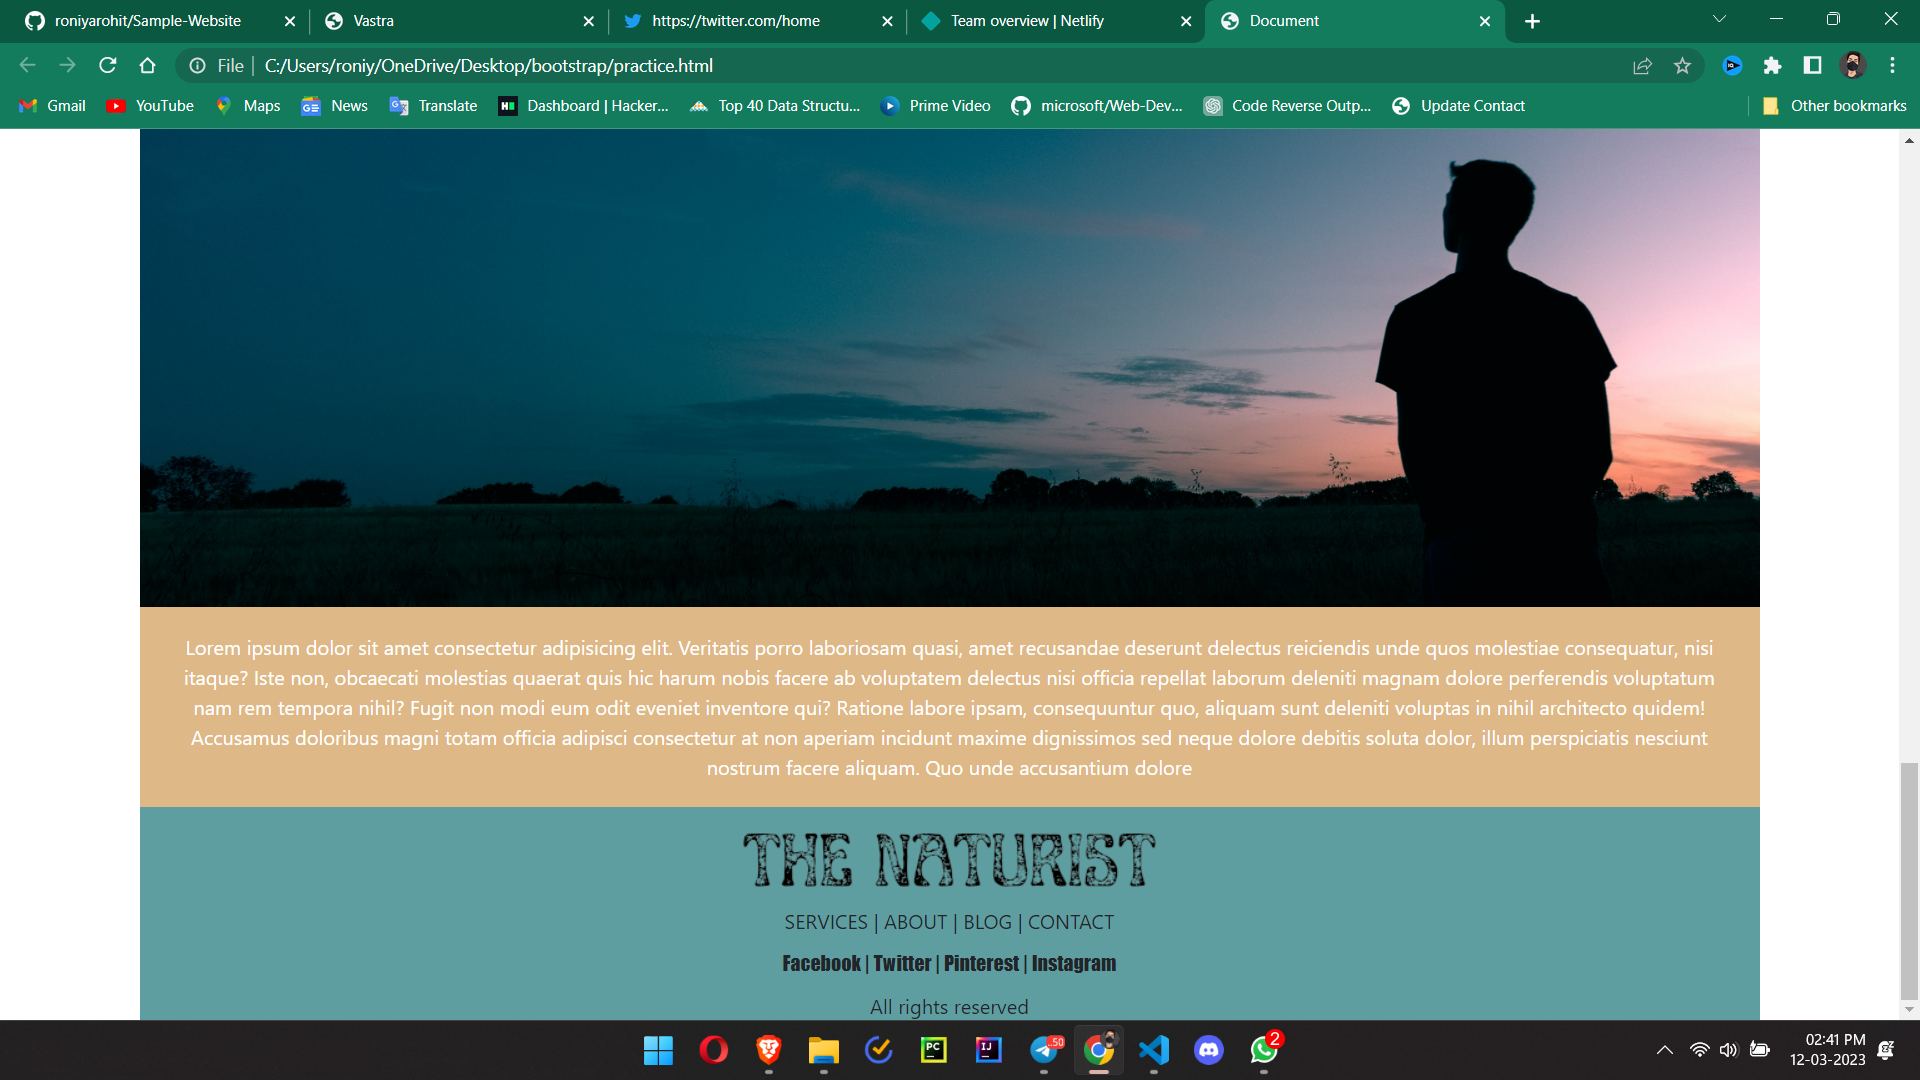 roniyarohit/Sample-Website
Vastra
https://twitter.com/home
Team overview | Netlify
Document
File
C:/Users/roniy/OneDrive/Desktop/bootstrap/practice.html
Gmail
YouTube
Maps
News
Translate
Dashboard | Hacker...
Top 40 Data Structu...
Prime Video
microsoft/Web-Dev...
Code Reverse Outp...
Update Contact
Other bookmarks
Lorem ipsum dolor sit amet consectetur adipisicing elit. Veritatis porro laboriosam quasi, amet recusandae deserunt delectus reiciendis unde quos molestiae consequatur, nisi
itaque? Iste non, obcaecati molestias quaerat quis hic harum nobis facere ab voluptatem delectus nisi officia repellat laborum deleniti magnam dolore perferendis voluptatum
nam rem tempora nihil? Fugit non modi eum odit eveniet inventore qui? Ratione labore ipsam, consequuntur quo, aliquam sunt deleniti voluptas in nihil architecto quidem!
Accusamus doloribus magni totam officia adipisci consectetur at non aperiam incidunt maxime dignissimos sed neque dolore debitis soluta dolor, illum perspiciatis nesciunt
nostrum facere aliquam. Quo unde accusantium dolore
THE NATURIST
SERVICES | ABOUT | BLOG | CONTACT
Facebook | Twitter | Pinterest | Instagram
All rights reserved
PC
IJ
2
02:41 PM
12-03-2023